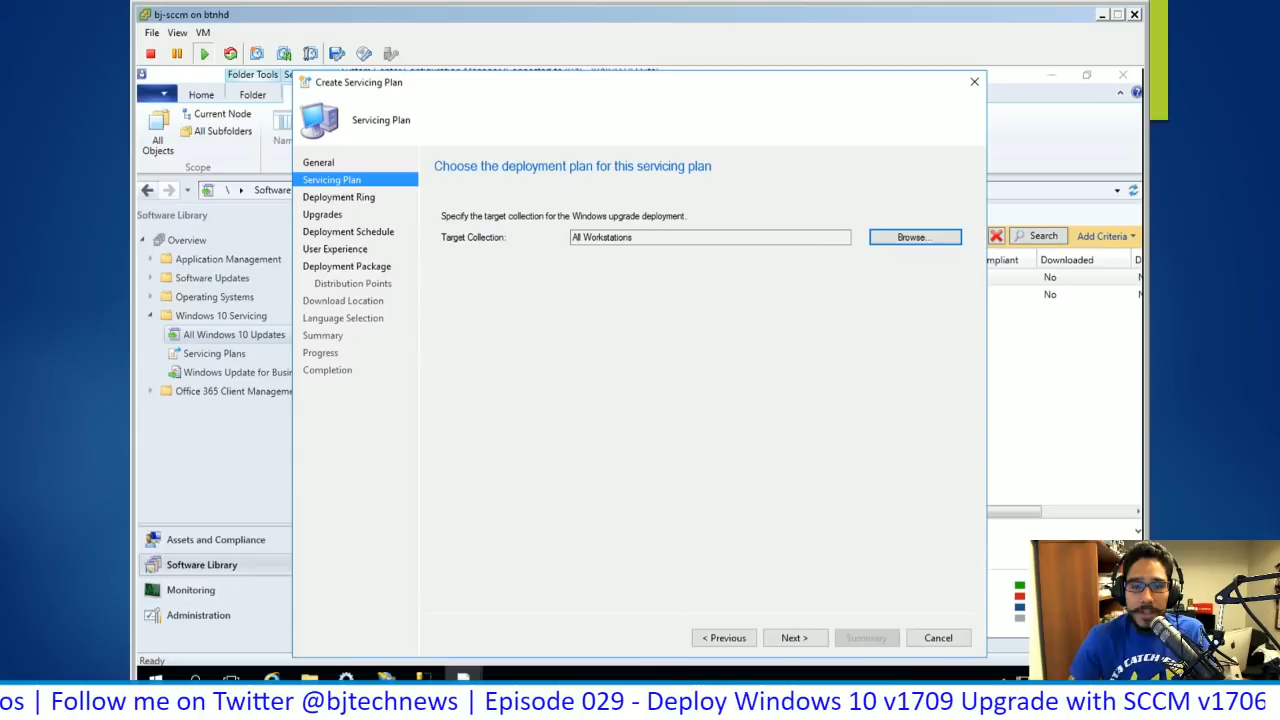 bj-sccm on btnhd
File View VM
Folder Tools
Create Servicing Plan
Home Folder
All Objects
Current Node
All Subfolders
Scope
Servicing Plan
General
Servicing Plan
Deployment Ring
Upgrades
Deployment Schedule
User Experience
Deployment Package
Distribution Points
Download Location
Language Selection
Summary
Progress
Completion
Choose the deployment plan for this servicing plan
Specify the target collection for the Windows upgrade deployment.
Target Collection: All Workstations Browse...
\ Software
Software Library
Overview
Application Management
Software Updates
Operating Systems
Windows 10 Servicing
All Windows 10 Updates
Servicing Plans
Windows Update for Busin
Office 365 Client Manageme
Search Add Criteria
mpliant Downloaded D
No
No
Assets and Compliance
Software Library
Monitoring
Administration
< Previous Next > Summary Cancel
Ready
os | Follow me on Twitter @bjtechnews | Episode 029 - Deploy Windows 10 v1709 Upgrade with SCCM v1706